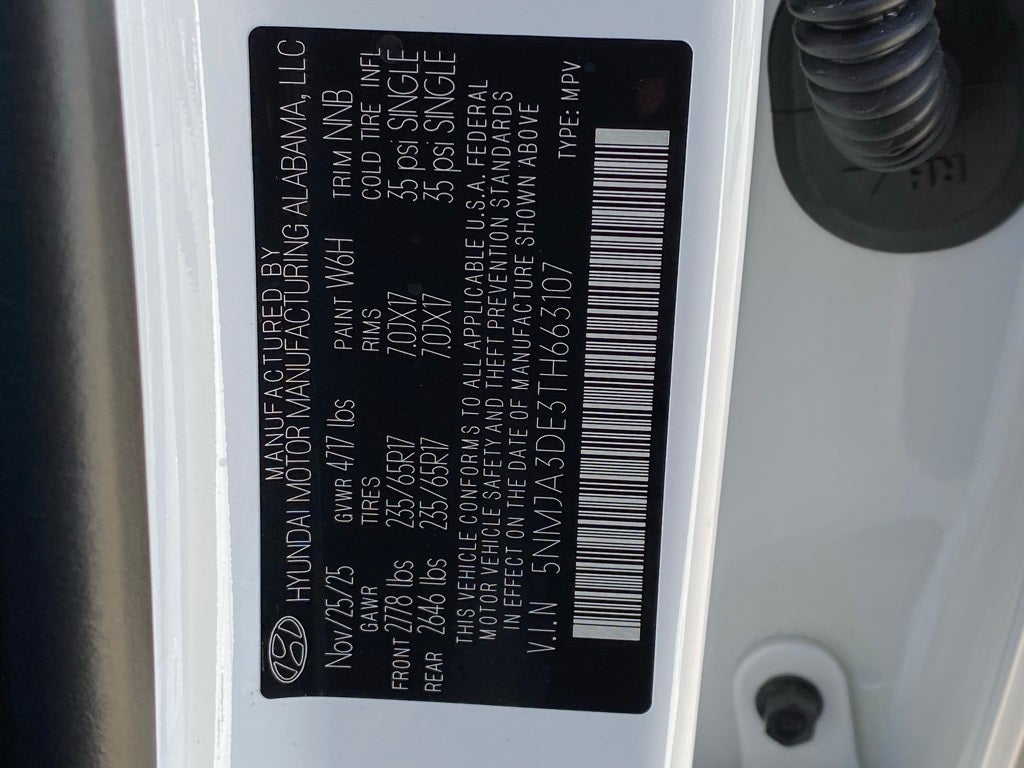 MANUFACTURED BY
HYUNDAI MOTOR MANUFACTURING ALABAMA, LLC
Nov/25/25 GVWR 4717 lbs PAINT W6H TRIM NNB
GAWR TIRES RIMS COLD TIRE INFL
FRONT 2778 lbs 235/65R17 7.0JX17 35 psi SINGLE
REAR 2646 lbs 235/65R17 7.0JX17 35 psi SINGLE
THIS VEHICLE CONFORMS TO ALL APPLICABLE U.S.A. FEDERAL
MOTOR VEHICLE SAFETY AND THEFT PREVENTION STANDARDS
IN EFFECT ON THE DATE OF MANUFACTURE SHOWN ABOVE
V.I.N 5NMJA3DE3TH663107 TYPE: MPV